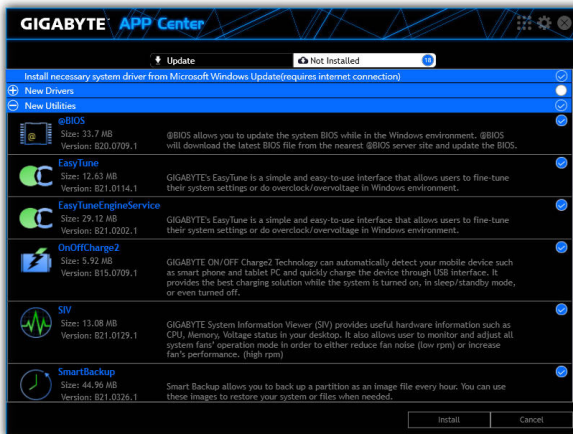 GIGABYTE™ APP Center
Update
Not Installed 18
Install necessary system driver from Microsoft Windows Update(requires internet connection)
New Drivers
New Utilities
@BIOS
Size: 33.7 MB
Version: B20.0709.1
@BIOS allows you to update the system BIOS while in the Windows environment. @BIOS
will download the latest BIOS file from the nearest @BIOS server site and update the BIOS.
EasyTune
Size: 12.63 MB
Version: B21.0114.1
GIGABYTE's EasyTune is a simple and easy-to-use interface that allows users to fine-tune
their system settings or do overclock/overvoltage in Windows environment.
EasyTuneEngineService
Size: 29.12 MB
Version: B21.0202.1
GIGABYTE's EasyTune is a simple and easy-to-use interface that allows users to fine-tune
their system settings or do overclock/overvoltage in Windows environment.
OnOffCharge2
Size: 5.92 MB
Version: B15.0709.1
GIGABYTE ON/OFF Charge2 Technology can automatically detect your mobile device such
as smart phone and tablet PC and quickly charge the device through USB interface. It
provides the best charging solution while the system is turned on, in sleep/standby mode,
or even turned off.
SIV
Size: 13.08 MB
Version: B21.0129.1
GIGABYTE System Information Viewer (SIV) provides useful hardware information such as
CPU, Memory, Voltage status in your desktop. It also allows user to monitor and adjust all
system fans' operation mode in order to either reduce fan noise (low rpm) or increase
fan's performance. (high rpm)
SmartBackup
Size: 44.96 MB
Version: B21.0326.1
Smart Backup allows you to back up a partition as an image file every hour. You can use
these images to restore your system or files when needed.
Install
Cancel